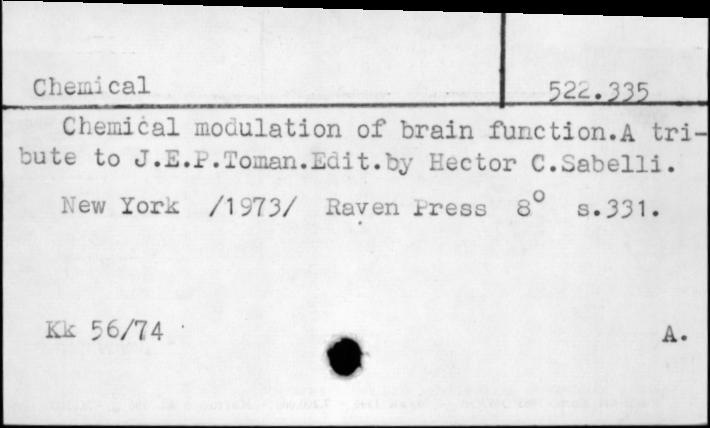 Chemical
522.335
Chemical modulation of brain function.A tri-
bute to J.E.P.Toman.Edit.by Hector C.Sabelli.
New York /1973/ Raven Press 8° s.331.
Kk 56/74
A.